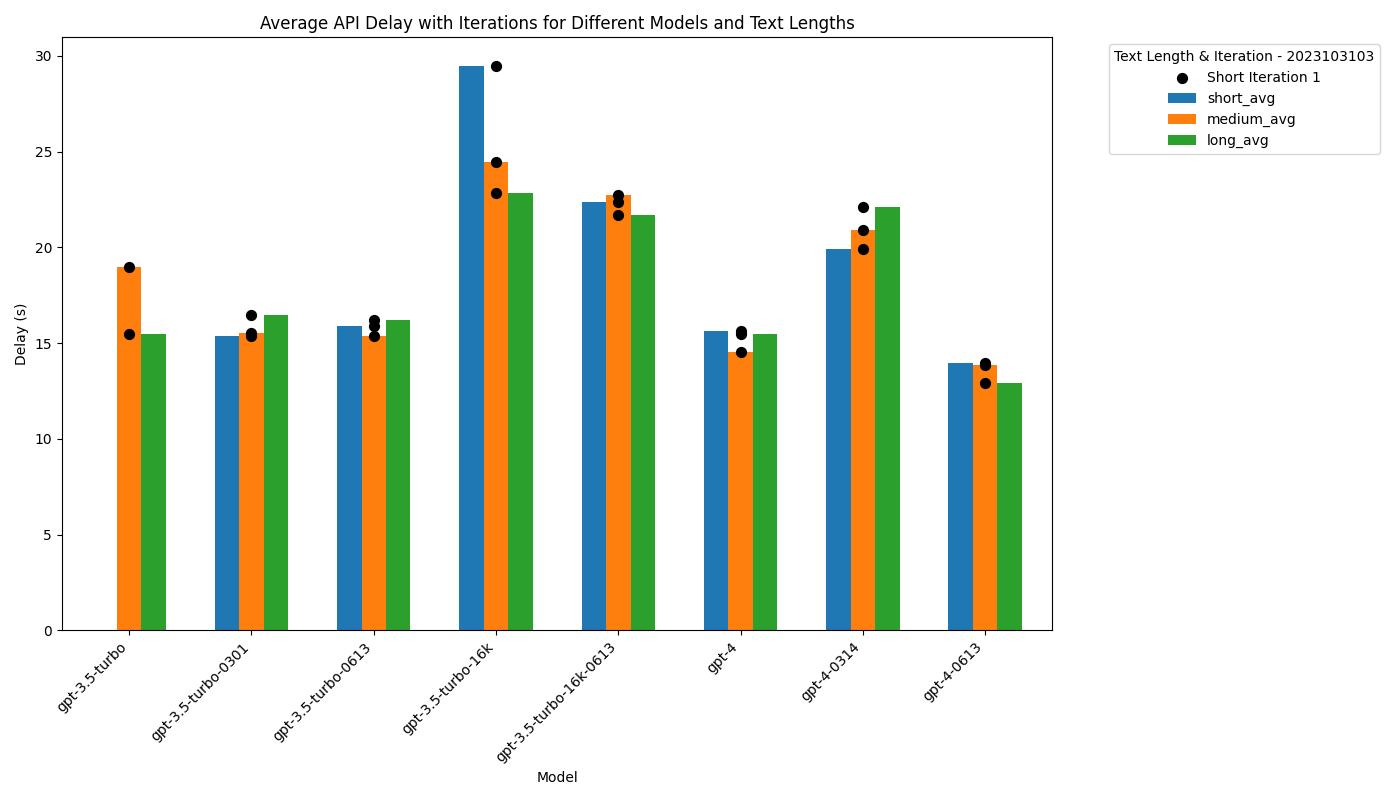 Average API Delay with Iterations for Different Models and Text Lengths
Text Length & Iteration - 2023103103
Short Iteration 1
short_avg
medium_avg
long_avg
Delay (s)
30
25
20
15
10
5
0
gpt-3.5-turbo
gpt-3.5-turbo-0301
gpt-3.5-turbo-0613
gpt-3.5-turbo-16k
gpt-3.5-turbo-16k-0613
gpt-4
gpt-4-0314
gpt-4-0613
Model